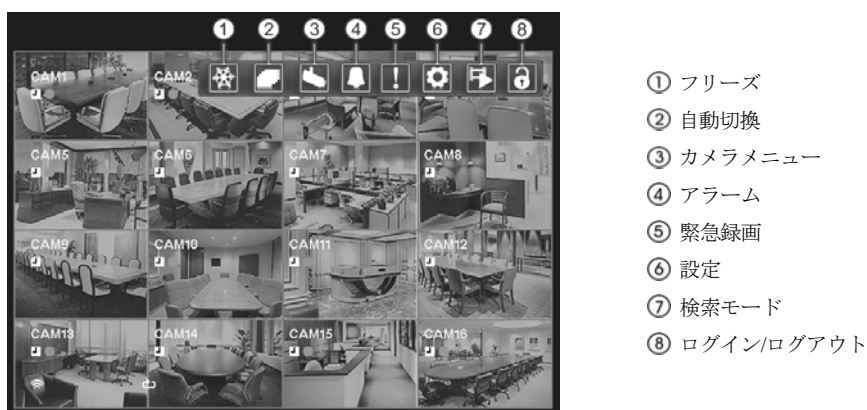 ① ② ③ ④ ⑤ ⑥ ⑦ ⑧
CAM1
CAM2
CAM5
CAM6
CAM7
CAM8
CAM9
CAM10
CAM11
CAM12
CAM13
CAM14
CAM15
CAM16
① フリーズ
② 自動切換
③ カメラメニュー
④ アラーム
⑤ 緊急録画
⑥ 設定
⑦ 検索モード
⑧ ログイン/ログアウト